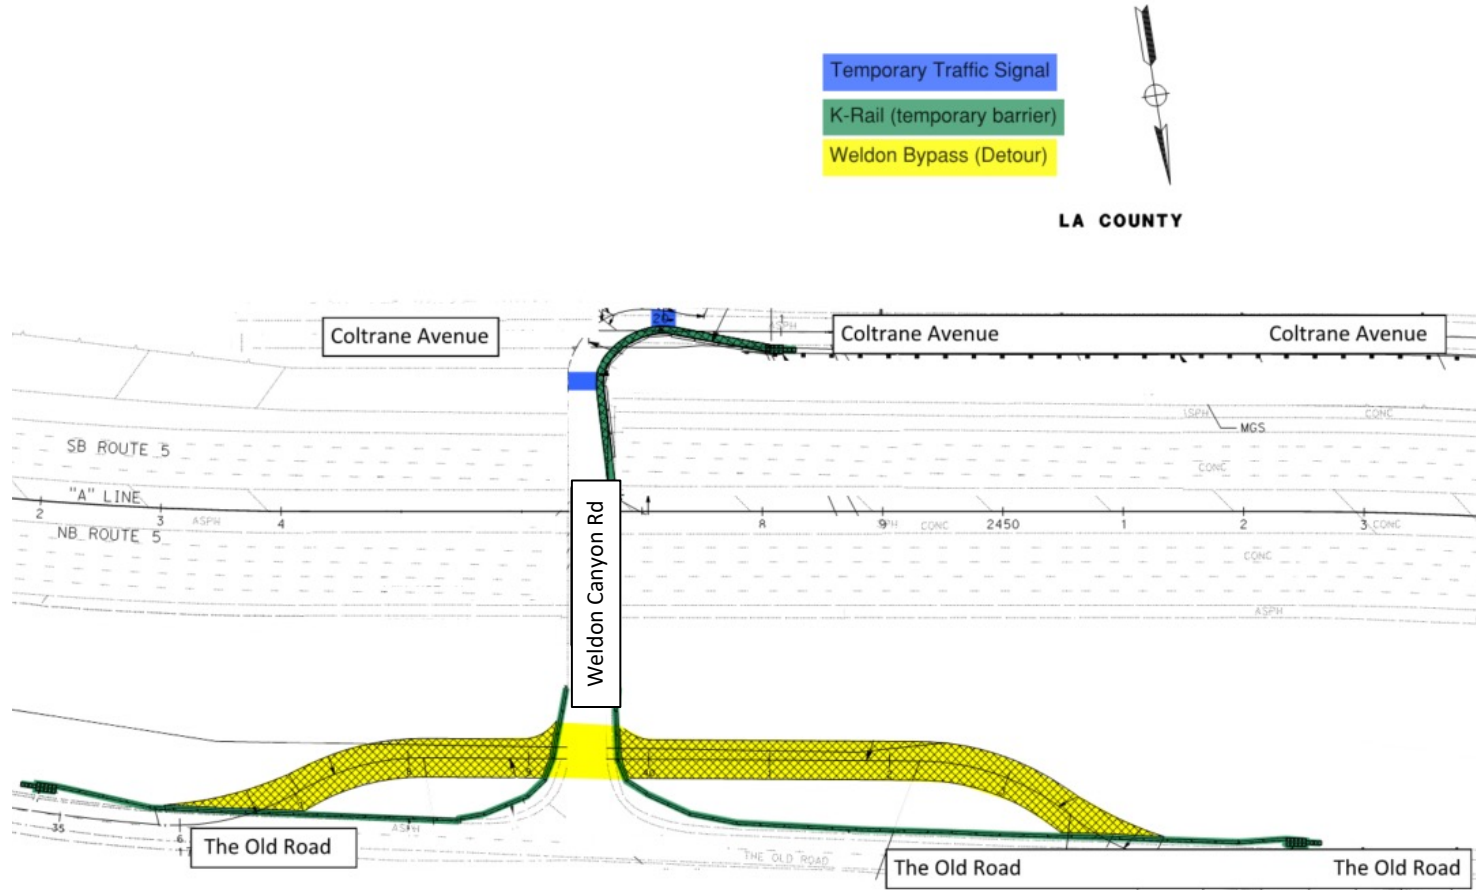 Temporary Traffic Signal
K-Rail (temporary barrier)
Weldon Bypass (Detour)
LA COUNTY
Coltrane Avenue
Coltrane Avenue
Coltrane Avenue
SB ROUTE 5
MGS
CONC
CONC
"A" LINE
2
3
4
8
9
2450
1
2
3
ASPH
CONC
CONC
NB ROUTE 5
CONC
ASPH
Weldon Canyon Rd
35
6
ASPH
The Old Road
THE OLD ROAD
The Old Road
The Old Road